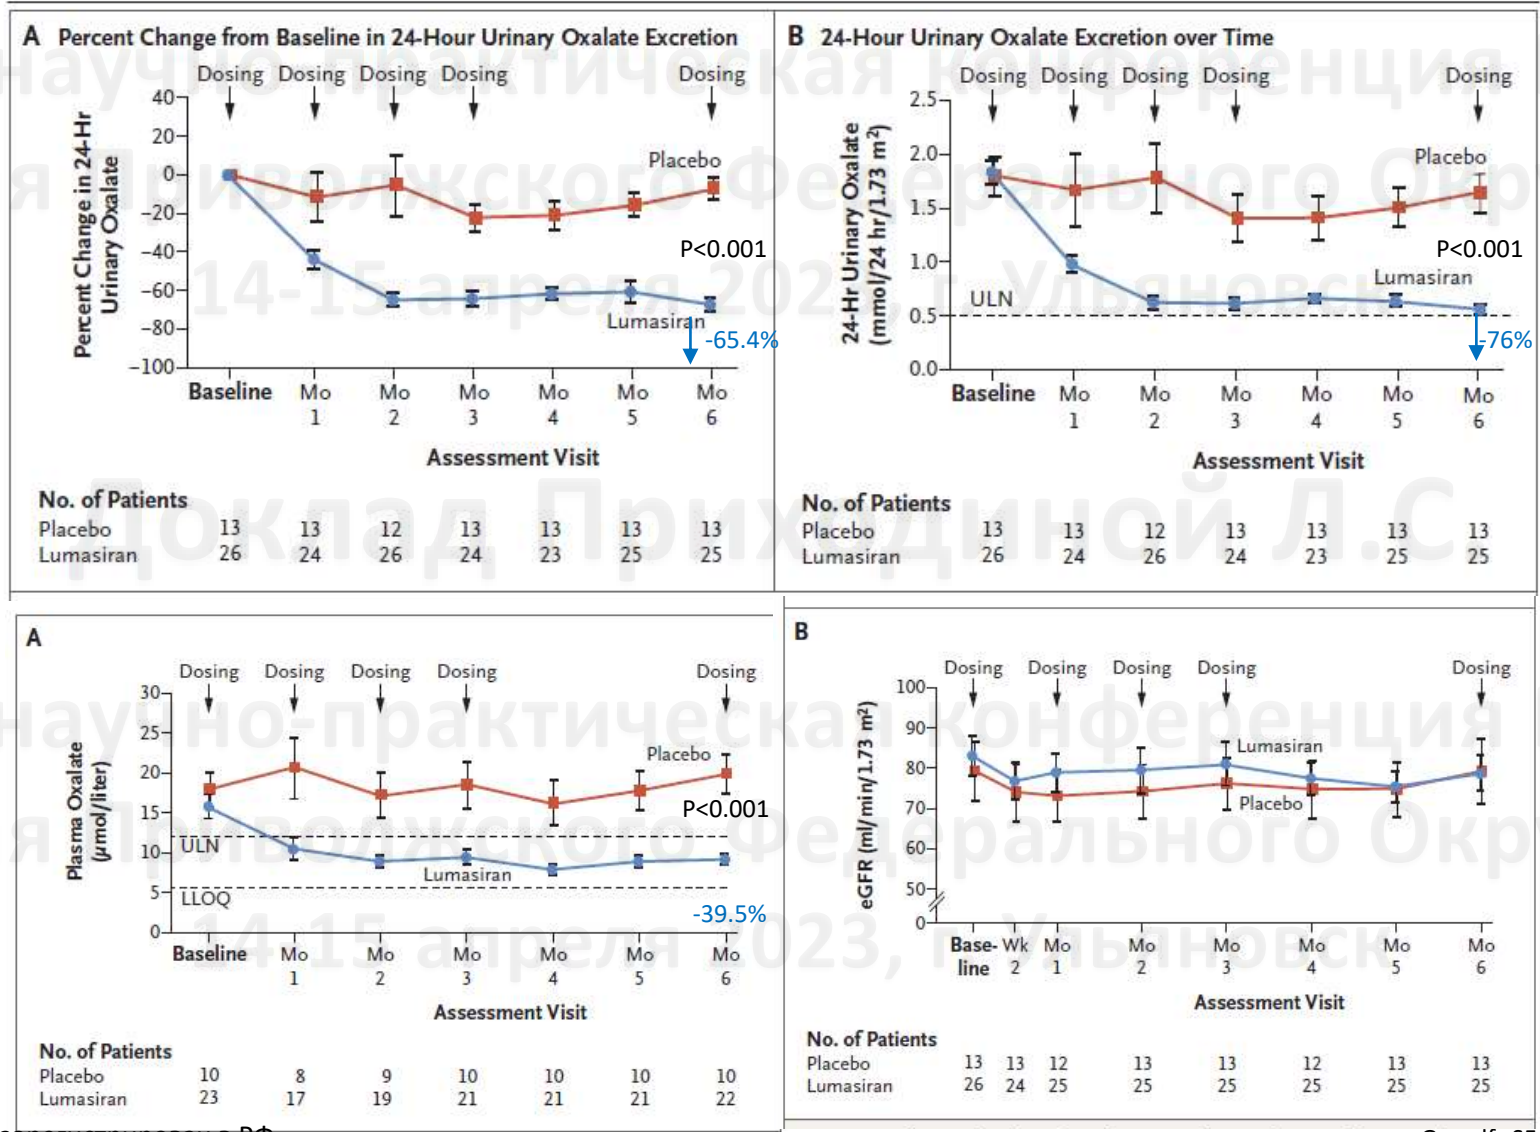 A Percent Change from Baseline in 24-Hour Urinary Oxalate Excretion
Dosing Dosing Dosing Dosing Dosing
Percent Change in 24-Hr
Urinary Oxalate
40
20
0
−20
−40
−60
−80
−100
Placebo
P<0.001
Lumasiran
-65.4%
Baseline Mo 1 Mo 2 Mo 3 Mo 4 Mo 5 Mo 6
Assessment Visit
No. of Patients
Placebo 13 13 12 13 13 13 13
Lumasiran 26 24 26 24 23 25 25
B 24-Hour Urinary Oxalate Excretion over Time
Dosing Dosing Dosing Dosing Dosing
24-Hr Urinary Oxalate
(mmol/24 hr/1.73 m²)
2.5
2.0
1.5
1.0
0.5
0.0
Placebo
P<0.001
Lumasiran
ULN
-76%
Baseline Mo 1 Mo 2 Mo 3 Mo 4 Mo 5 Mo 6
Assessment Visit
No. of Patients
Placebo 13 13 12 13 13 13 13
Lumasiran 26 24 26 24 23 25 25
A
Dosing Dosing Dosing Dosing Dosing
Plasma Oxalate
(μmol/liter)
30
25
20
15
10
5
0
Placebo
P<0.001
ULN
Lumasiran
LLOQ
-39.5%
Baseline Mo 1 Mo 2 Mo 3 Mo 4 Mo 5 Mo 6
Assessment Visit
No. of Patients
Placebo 10 8 9 10 10 10 10
Lumasiran 23 17 19 21 21 21 22
B
Dosing Dosing Dosing Dosing Dosing
eGFR (ml/min/1.73 m²)
100
90
80
70
60
50
0
Lumasiran
Placebo
Base-line Wk 2 Mo 1 Mo 2 Mo 3 Mo 4 Mo 5 Mo 6
Assessment Visit
No. of Patients
Placebo 13 13 12 13 13 12 13 13
Lumasiran 26 24 25 25 25 25 25 25
научно-практическая конференция
я Приволжского Федерального Окр
14-15 апреля 2023, г. Ульяновск
Доклад Приходиной Л.С
научно-практическая конференция
я Приволжского Федерального Окр
14-15 апреля 2023, г. Ульяновск